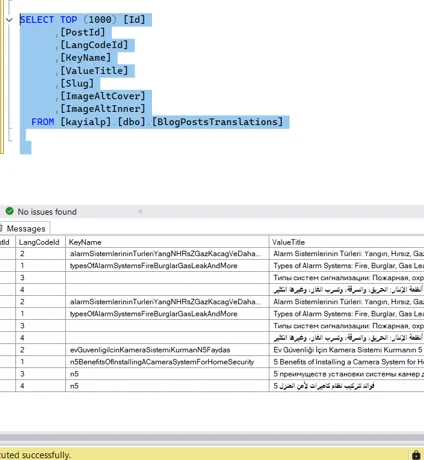 SELECT TOP (1000) [Id]
,[PostId]
,[LangCodeId]
,[KeyName]
,[ValueTitle]
,[Slug]
,[ImageAltCover]
,[ImageAltInner]
FROM [kayialp].[dbo].[BlogPostsTranslations]
No issues found
Messages
stId LangCodeId KeyName ValueTitle
2 alarmSistemlerininTurleriYangNHRsZGazKacagVeDaha... Alarm Sistemlerinin Türleri: Yangın, Hırsız, Gaz
1 typesOfAlarmSystemsFireBurglarGasLeakAndMore Types of Alarm Systems: Fire, Burglar, Gas Lea
3 Типы систем сигнализации: Пожарная, охр
4 أنظمة الإنذار: الحريق، والسرقة، وتسرب الغاز، وغيرها الكثير
2 alarmSistemlerininTurleriYangNHRsZGazKacagVeDaha... Alarm Sistemlerinin Türleri: Yangın, Hırsız, Gaz
1 typesOfAlarmSystemsFireBurglarGasLeakAndMore Types of Alarm Systems: Fire, Burglar, Gas Lea
3 Типы систем сигнализации: Пожарная, охр
4 أنظمة الإنذار: الحريق، والسرقة، وتسرب الغاز، وغيرها الكثير
2 evGuvenligiIcinKameraSistemiKurmanN5Faydas Ev Güvenliği İçin Kamera Sistemi Kurmanın 5
1 n5BenefitsOfInstallingACameraSystemForHomeSecurity 5 Benefits of Installing a Camera System for H
3 n5 5 преимуществ установки системы камер д
4 n5 5 فوائد لتركيب نظام كاميرات لأمن المنزل
cuted successfully.